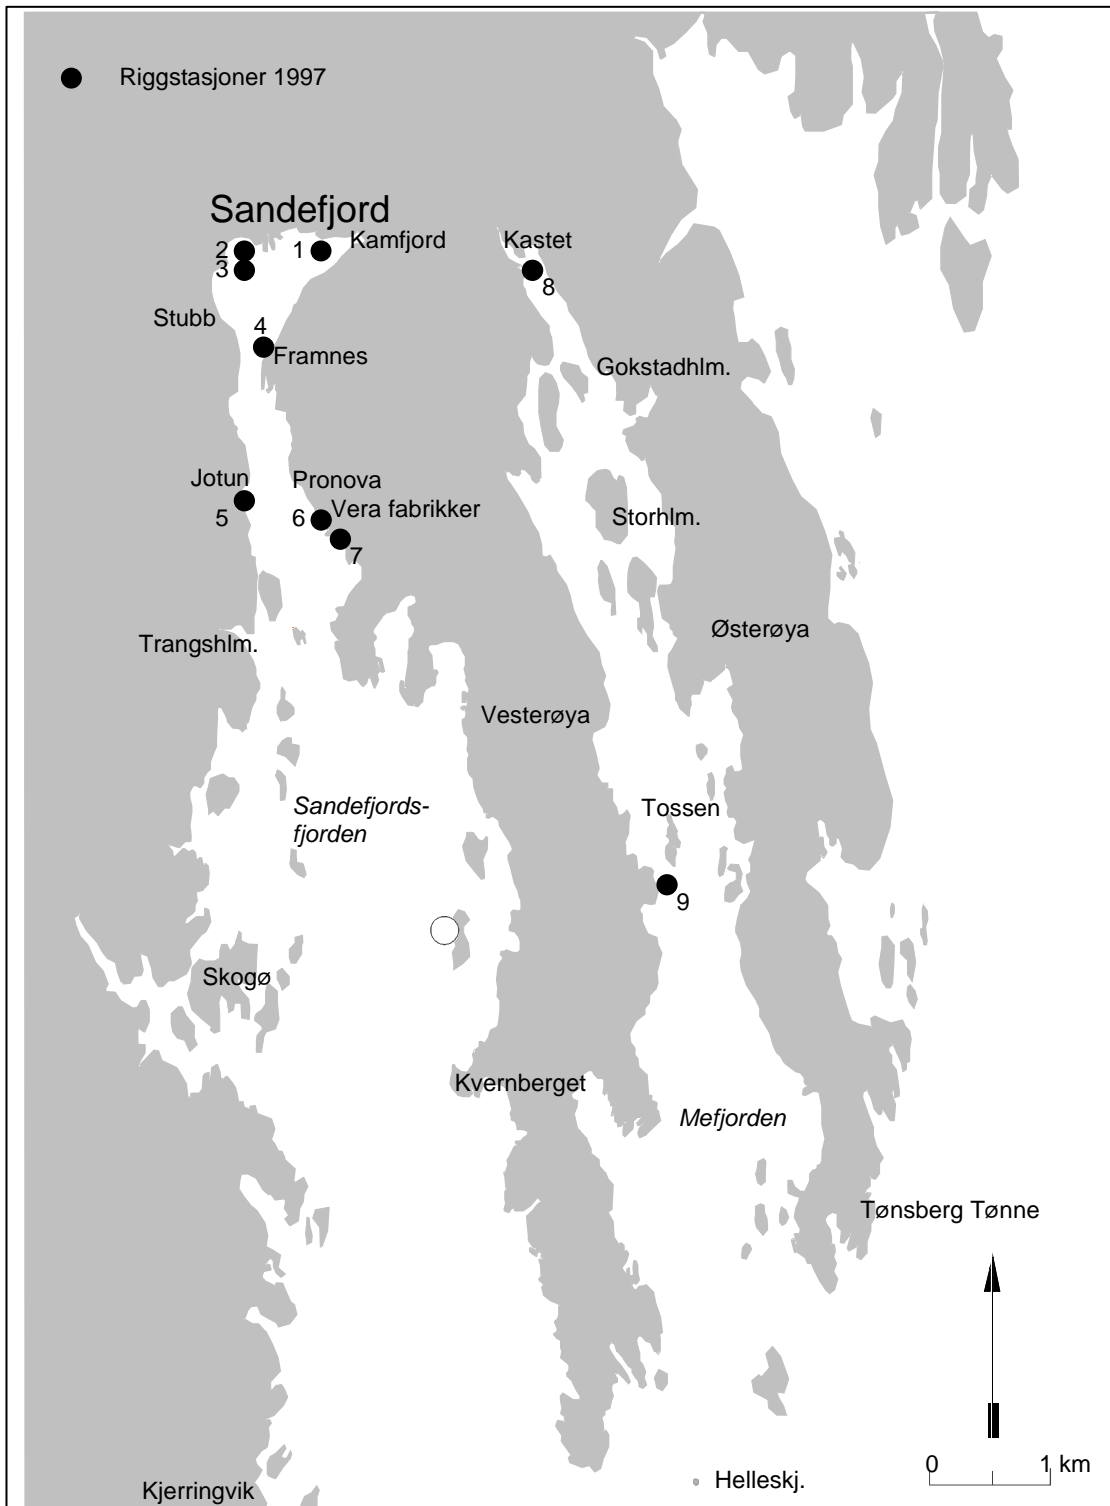 Riggstasjoner 1997
Sandefjord
2
1
Kamfjord
Kastet
3
8
Stubb
4
Framnes
Gokstadhlm.
Jotun
Pronova
5
6
Vera fabrikker
Storhlm.
7
Østerøya
Trangshlm.
Vesterøya
Sandefjords-
fjorden
Tossen
9
Skogø
Kvernberget
Mefjorden
Tønsberg Tønne
0
1 km
Helleskj.
Kjerringvik